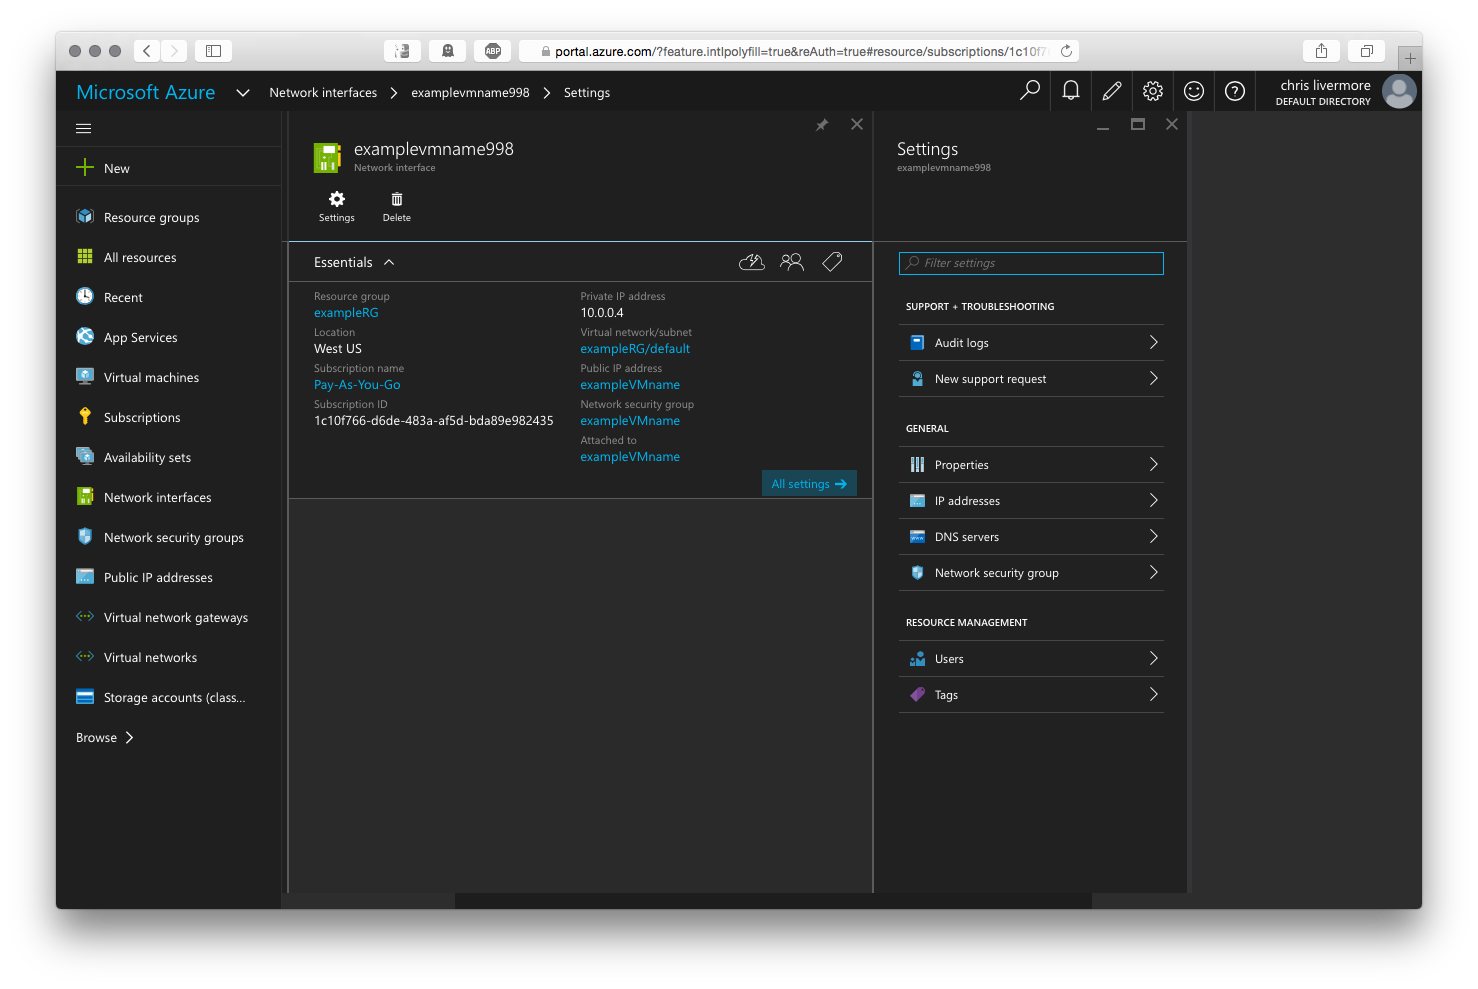 ABP
portal.azure.com/?feature.intlpolyfill=true&reAuth=true#resource/subscriptions/1c10f7
Microsoft Azure
Network interfaces
examplevmname998
Settings
chris livermore
DEFAULT DIRECTORY
New
Resource groups
All resources
Recent
App Services
Virtual machines
Subscriptions
Availability sets
Network interfaces
Network security groups
Public IP addresses
Virtual network gateways
Virtual networks
Storage accounts (class...
Browse
examplevmname998
Network interface
Settings
Delete
Essentials
Resource group
exampleRG
Location
West US
Subscription name
Pay-As-You-Go
Subscription ID
1c10f766-d6de-483a-af5d-bda89e982435
Private IP address
10.0.0.4
Virtual network/subnet
exampleRG/default
Public IP address
exampleVMname
Network security group
exampleVMname
Attached to
exampleVMname
All settings
Settings
examplevmname998
Filter settings
SUPPORT + TROUBLESHOOTING
Audit logs
New support request
GENERAL
Properties
IP addresses
DNS servers
Network security group
RESOURCE MANAGEMENT
Users
Tags